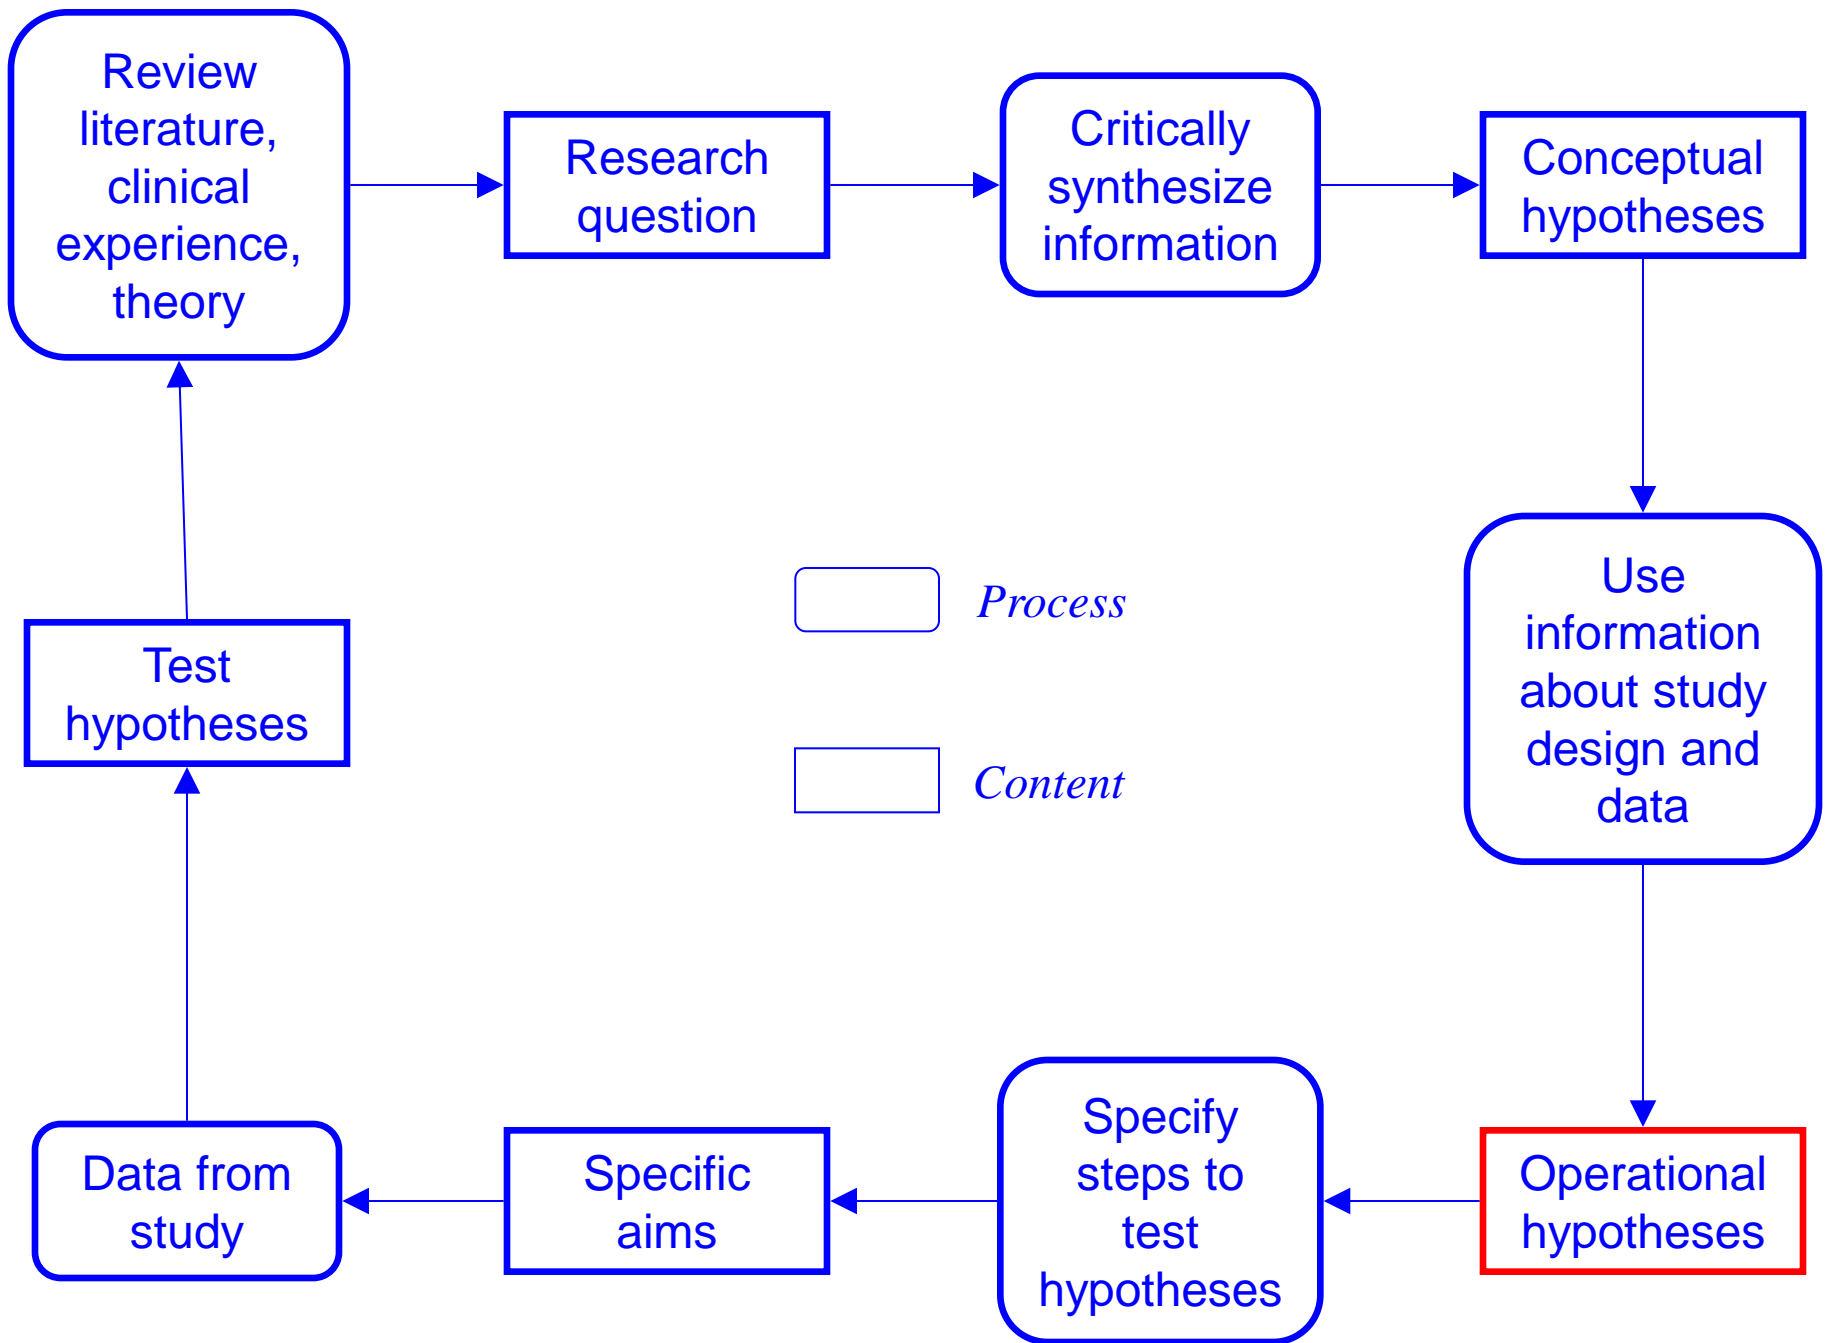 Review
literature,
clinical
experience,
theory
Research
question
Critically
synthesize
information
Conceptual
hypotheses
Use
information
about study
design and
data
Process
Content
Test
hypotheses
Operational
hypotheses
Specify
steps to
test
hypotheses
Specific
aims
Data from
study